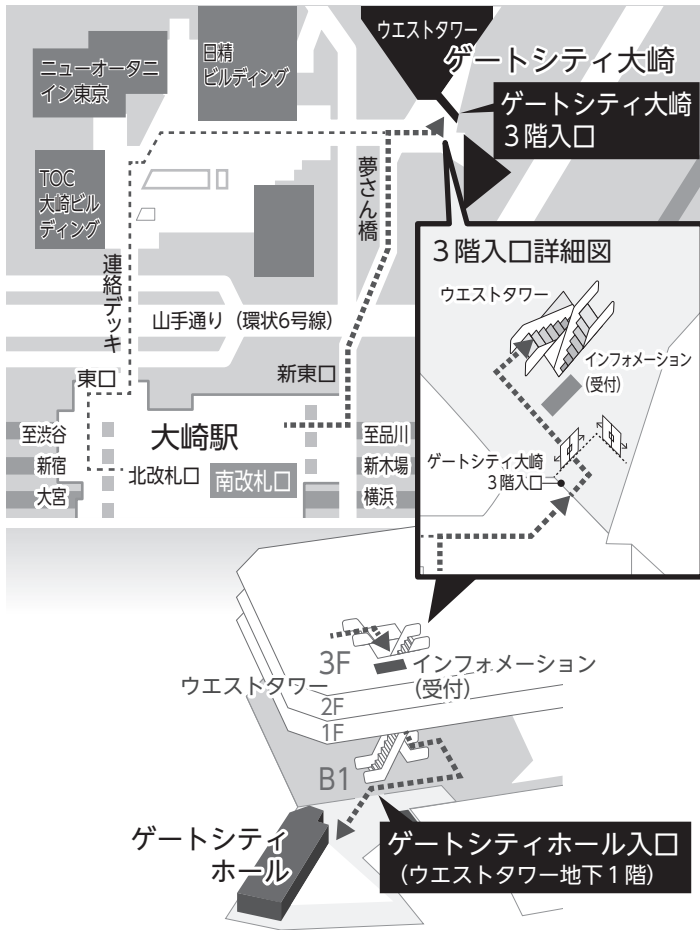 ウエストタワー
ゲートシティ大崎
ゲートシティ大崎
3階入口
日精
ビルディング
ニューオータニ
イン東京
TOC
大崎ビル
ディング
夢さん橋
連絡デッキ
山手通り（環状6号線）
東口
新東口
大崎駅
至渋谷
新宿
大宮
北改札口
南改札口
至品川
新木場
横浜
3階入口詳細図
ウエストタワー
インフォメーション
（受付）
ゲートシティ大崎
3階入口
3F
インフォメーション
（受付）
ウエストタワー
2F
1F
B1
ゲートシティ
ホール
ゲートシティホール入口
（ウエストタワー地下1階）